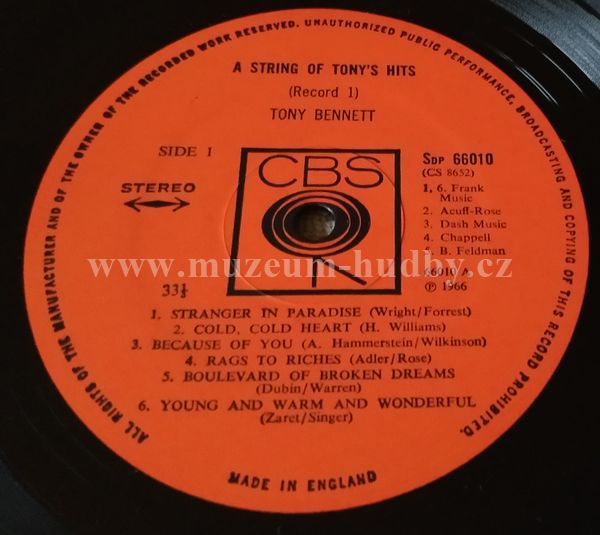 ALL RIGHTS OF THE MANUFACTURER AND OF THE OWNER OF THE RECORDED WORK RESERVED. UNAUTHORIZED PUBLIC PERFORMANCE, BROADCASTING AND COPYING OF THIS RECORD PROHIBITED.
A STRING OF TONY'S HITS
(Record 1)
TONY BENNETT
SIDE 1
STEREO
33⅓
CBS
SDP 66010
(CS 8652)
1, 6. Frank
Music
2. Acuff-Rose
3. Dash Music
4. Chappell
5. B. Feldman
66010 A
℗ 1966
www.muzeum-hudby.cz
1. STRANGER IN PARADISE (Wright/Forrest)
2. COLD, COLD HEART (H. Williams)
3. BECAUSE OF YOU (A. Hammerstein/Wilkinson)
4. RAGS TO RICHES (Adler/Rose)
5. BOULEVARD OF BROKEN DREAMS
(Dubin/Warren)
6. YOUNG AND WARM AND WONDERFUL
(Zaret/Singer)
MADE IN ENGLAND